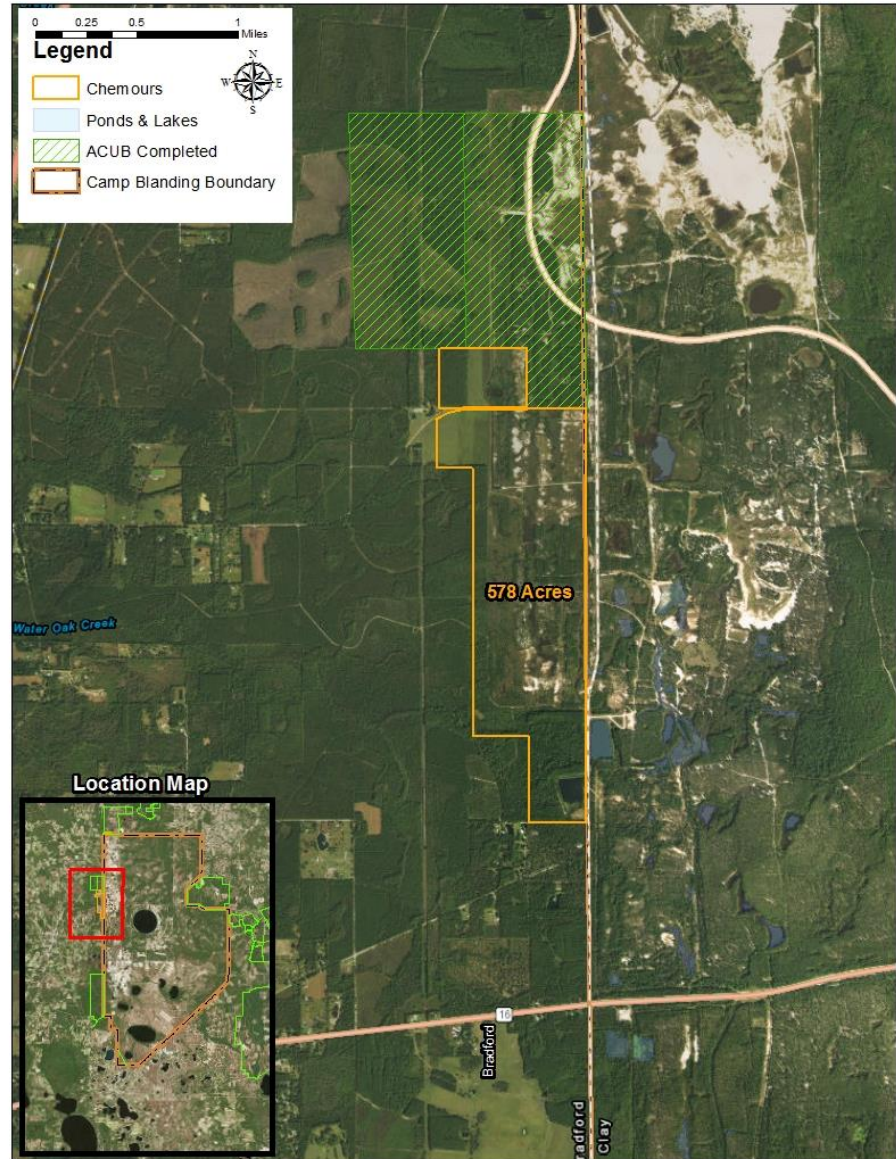 0 0.25 0.5 1
Miles
Legend
N
W E
S
Chemours
Ponds & Lakes
ACUB Completed
Camp Blanding Boundary
578 Acres
Water Oak Creek
Location Map
16
Bradford
radford
Clay